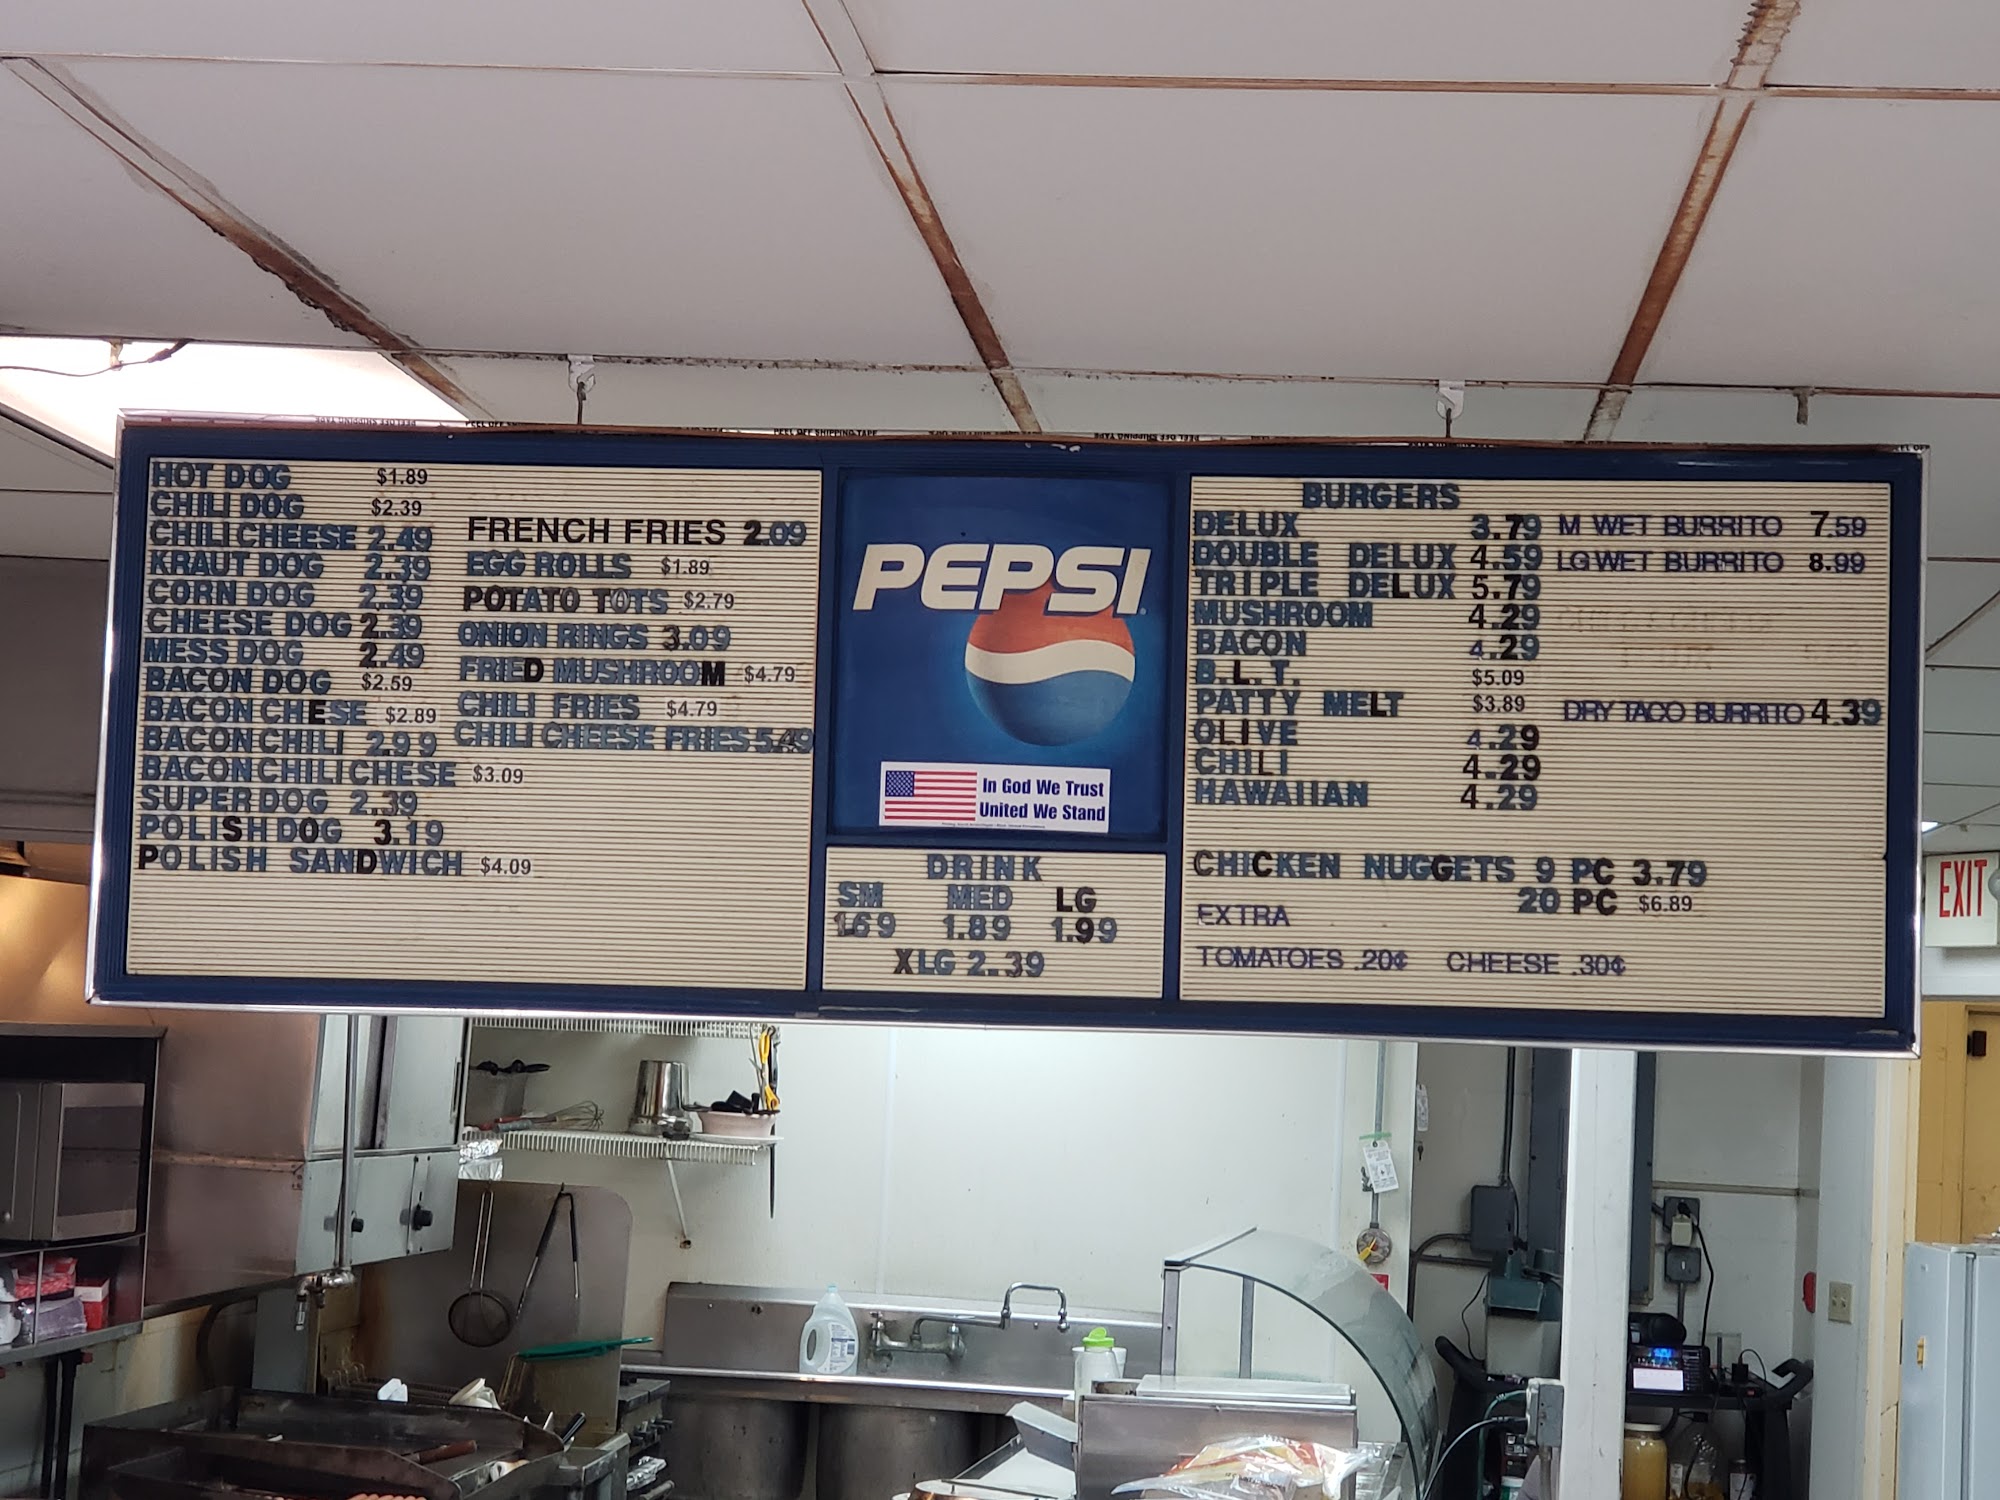 HOT DOG $1.89
CHILI DOG $2.39
CHILI CHEESE 2.49
KRAUT DOG 2.39
CORN DOG 2.39
CHEESE DOG 2.39
MESS DOG 2.49
BACON DOG $2.59
BACON CHEESE $2.89
BACON CHILI 2.99
BACON CHILI CHESE $3.09
SUPER DOG 2.39
POLISH DOG 3.19
POLISH SANDWICH $4.09
FRENCH FRIES 2.09
EGG ROLLS $1.89
POTATO TOTS $2.79
ONION RINGS 3.09
FRIED MUSHROOM $4.79
CHILI FRIES $4.79
CHILI CHEESE FRIES 5.49
PEPSI
In God We Trust
United We Stand
DRINK
SM MED LG
1.69 1.89 1.99
XLG 2.39
BURGERS
DELUX 3.79
DOUBLE DELUX 4.59
TRIPLE DELUX 5.79
MUSHROOM 4.29
BACON 4.29
B.L.T. $5.09
PATTY MELT $3.89
OLIVE 4.29
CHILI 4.29
HAWAIIAN 4.29
M WET BURRITO 7.59
LG WET BURRITO 8.99
DRY TACO BURRITO 4.39
CHICKEN NUGGETS 9 PC 3.79
20 PC $6.89
EXTRA
TOMATOES .20¢ CHEESE .30¢
EXIT
PEEL OFF SHIPPING TAPE